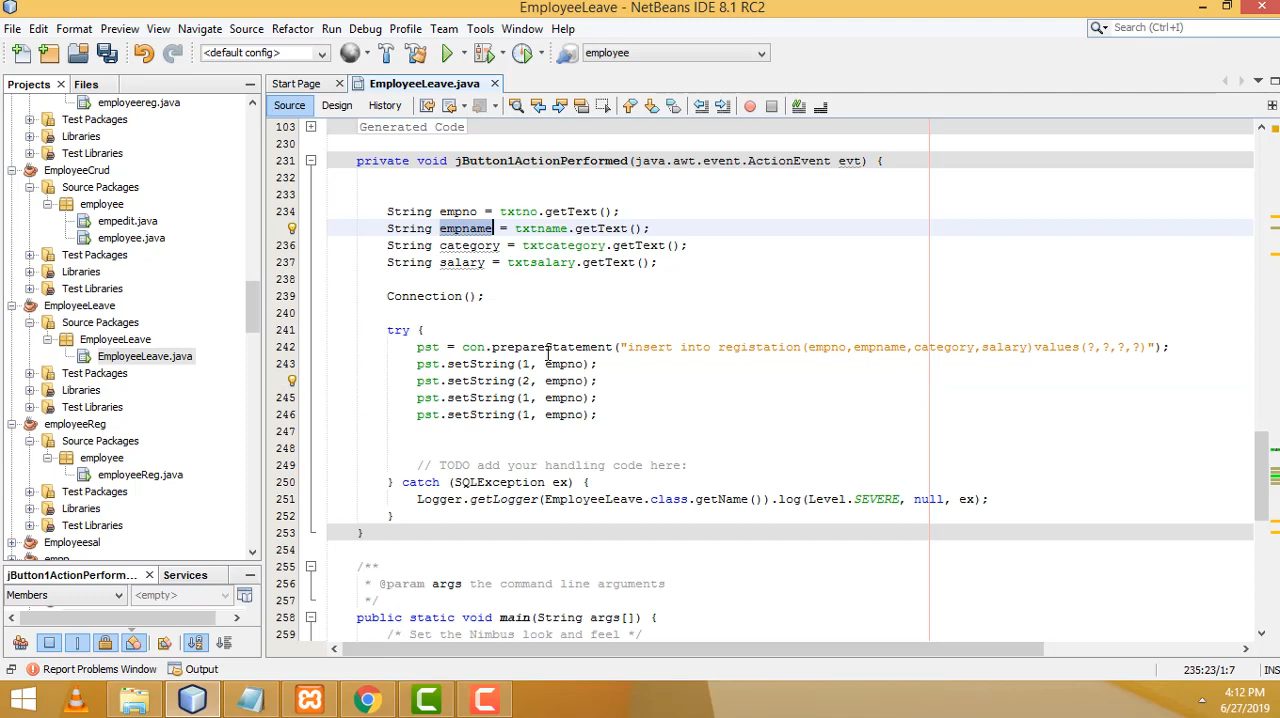 EmployeeLeave - NetBeans IDE 8.1 RC2
File Edit Format Preview View Navigate Source Refactor Run Debug Profile Team Tools Window Help
Search (Ctrl+I)
<default config>
employee
Projects
Files
Start Page
EmployeeLeave.java
Source
Design
History
employeereg.java
Test Packages
Libraries
Test Libraries
EmployeeCrud
Source Packages
employee
empedit.java
employee.java
Test Packages
Libraries
Test Libraries
EmployeeLeave
Source Packages
EmployeeLeave
EmployeeLeave.java
Test Packages
Libraries
Test Libraries
employeeReg
Source Packages
employee
employeeReg.java
Test Packages
Libraries
Test Libraries
Employeesal
empp
103 Generated Code
230
231 private void jButton1ActionPerformed(java.awt.event.ActionEvent evt) {
232
233
234 String empno = txtno.getText();
String empname = txtname.getText();
236 String category = txtcategory.getText();
237 String salary = txtsalary.getText();
238
239 Connection();
240
241 try {
242 pst = con.prepareStatement("insert into registation(empno,empname,category,salary)values(?,?,?,?)");
243 pst.setString(1, empno);
pst.setString(2, empno);
245 pst.setString(1, empno);
246 pst.setString(1, empno);
247
248
249 // TODO add your handling code here:
250 } catch (SQLException ex) {
251 Logger.getLogger(EmployeeLeave.class.getName()).log(Level.SEVERE, null, ex);
252 }
253 }
254
255 /**
256 * @param args the command line arguments
257 */
258 public static void main(String args[]) {
259 /* Set the Nimbus look and feel */
jButton1ActionPerform...
Services
Members
<empty>
Report Problems Window
Output
235:23/1:7
INS
4:12 PM
6/27/2019